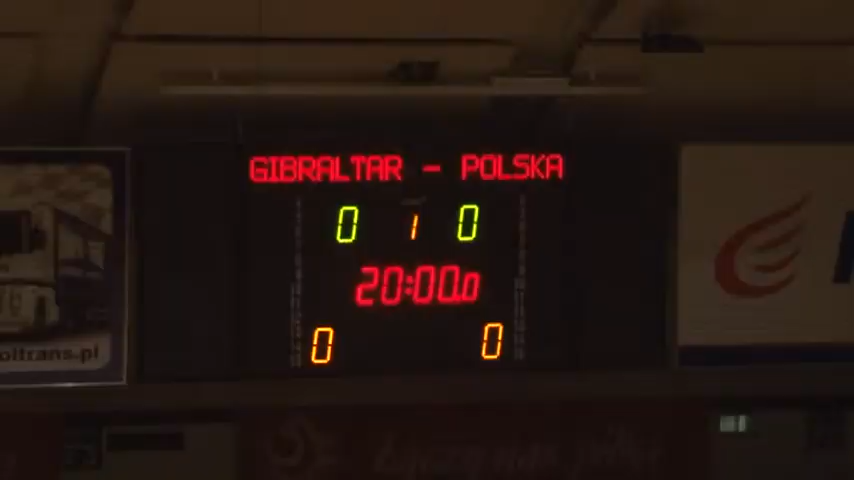 GIBRALTAR - POLSKA
0 1 0
20:00.0
0 0
oltrans.pl